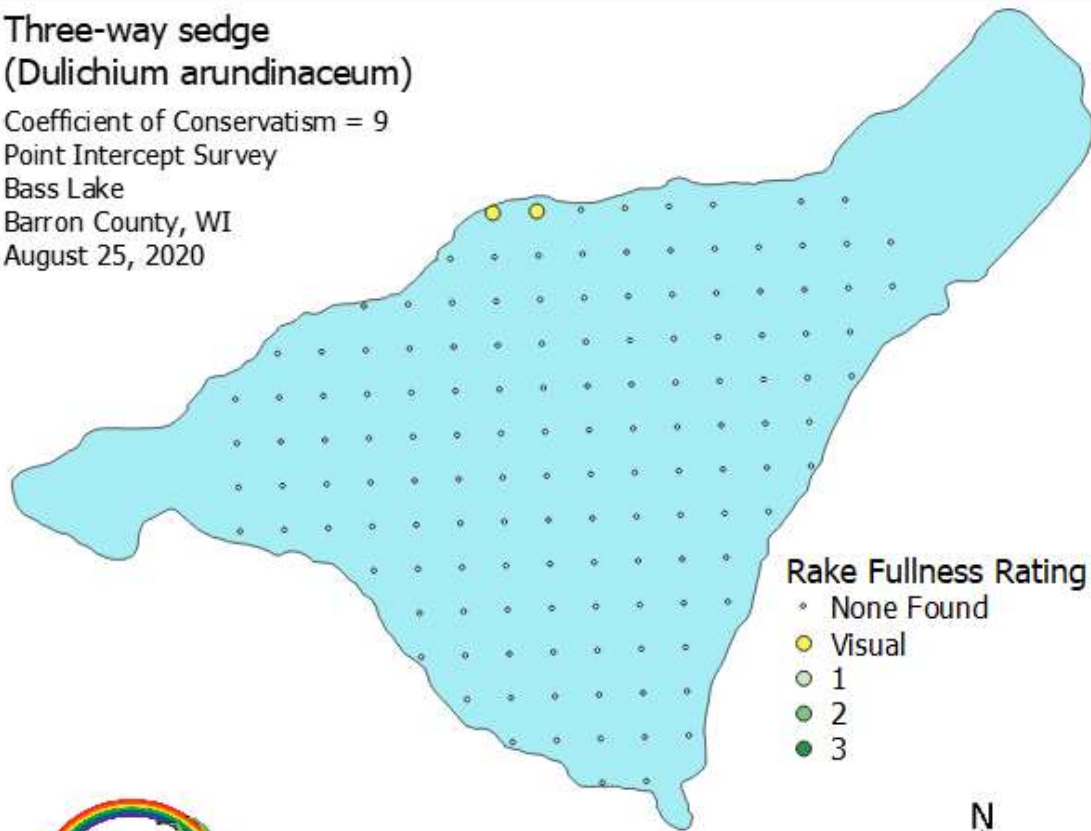 Three-way sedge
(Dulichium arundinaceum)
Coefficient of Conservatism = 9
Point Intercept Survey
Bass Lake
Barron County, WI
August 25, 2020
Rake Fullness Rating
None Found
Visual
1
2
3
N